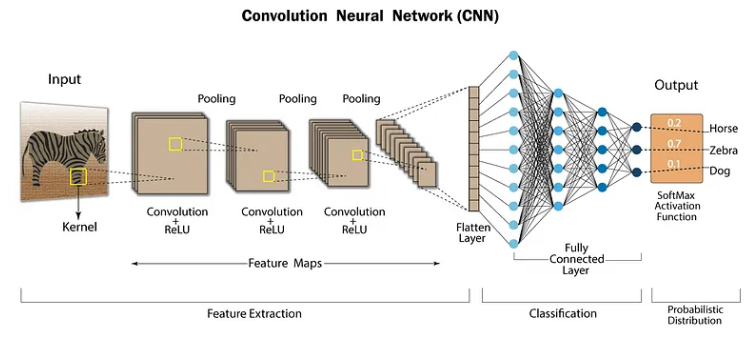 Convolution Neural Network (CNN)
Input
Output
Pooling
Pooling
Pooling
Kernel
Convolution
+
ReLU
Convolution
+
ReLU
Convolution
+
ReLU
Flatten
Layer
Fully
Connected
Layer
0.2
Horse
0.7
Zebra
0.1
Dog
SoftMax
Activation
Function
Feature Maps
Feature Extraction
Classification
Probabilistic
Distribution